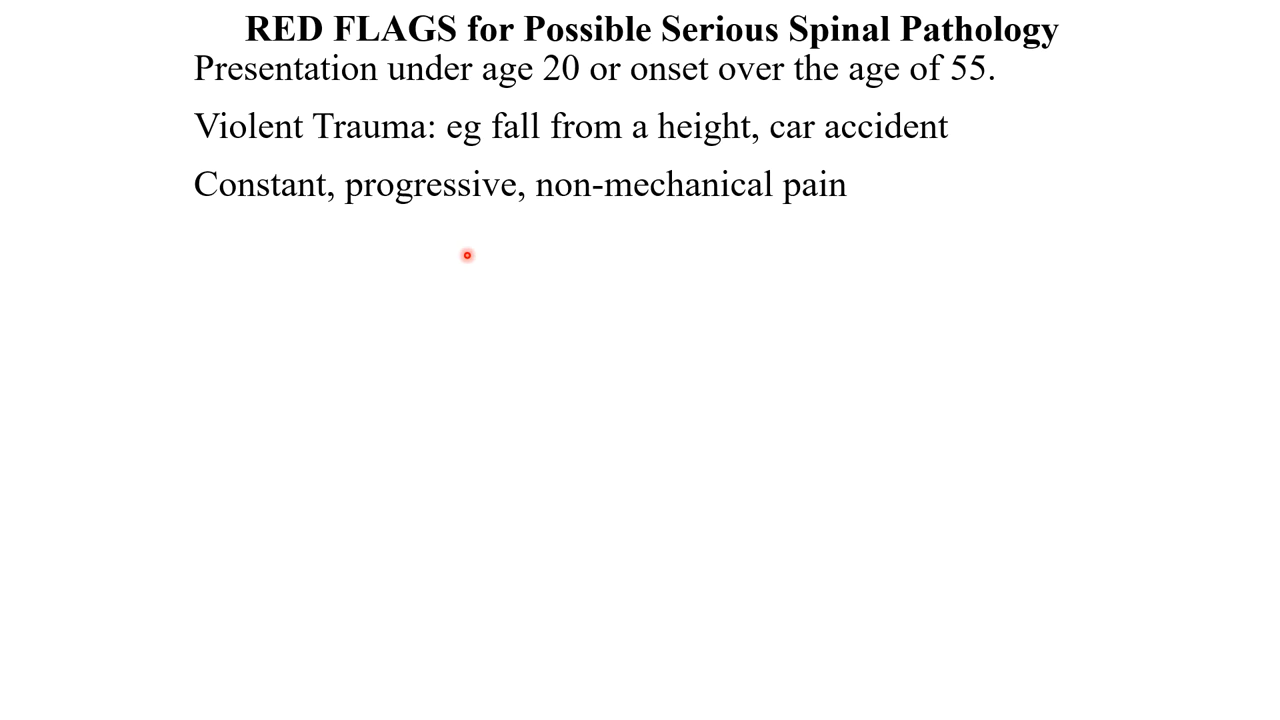 RED FLAGS for Possible Serious Spinal Pathology
Presentation under age 20 or onset over the age of 55.
Violent Trauma: eg fall from a height, car accident
Constant, progressive, non-mechanical pain